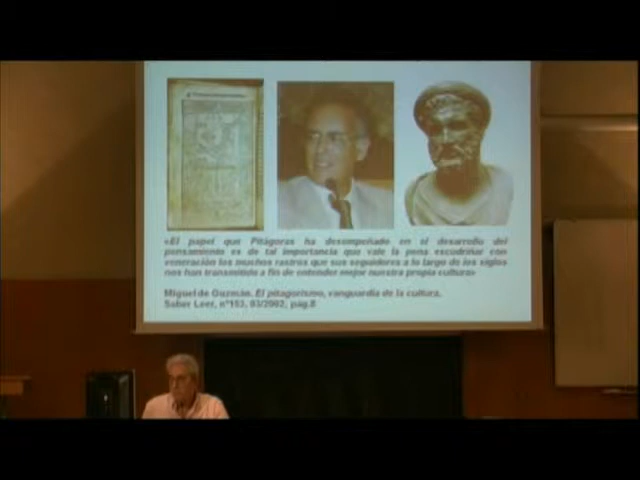 «El papel que Pitágoras ha desempeñado en el desarrollo del
pensamiento es de tal importancia que vale la pena escudriñar con
veneración los muchos rastros que sus seguidores a lo largo de los siglos
nos han transmitido a fin de entender mejor nuestra propia cultura»
Miguel de Guzmán. El pitagorismo, vanguardia de la cultura.
Saber Leer, nº153, 03/2002, pág.8